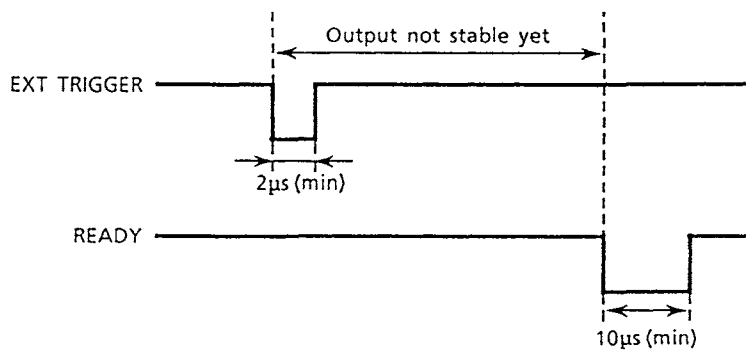 Output not stable yet
EXT TRIGGER
2μs (min)
READY
10μs (min)